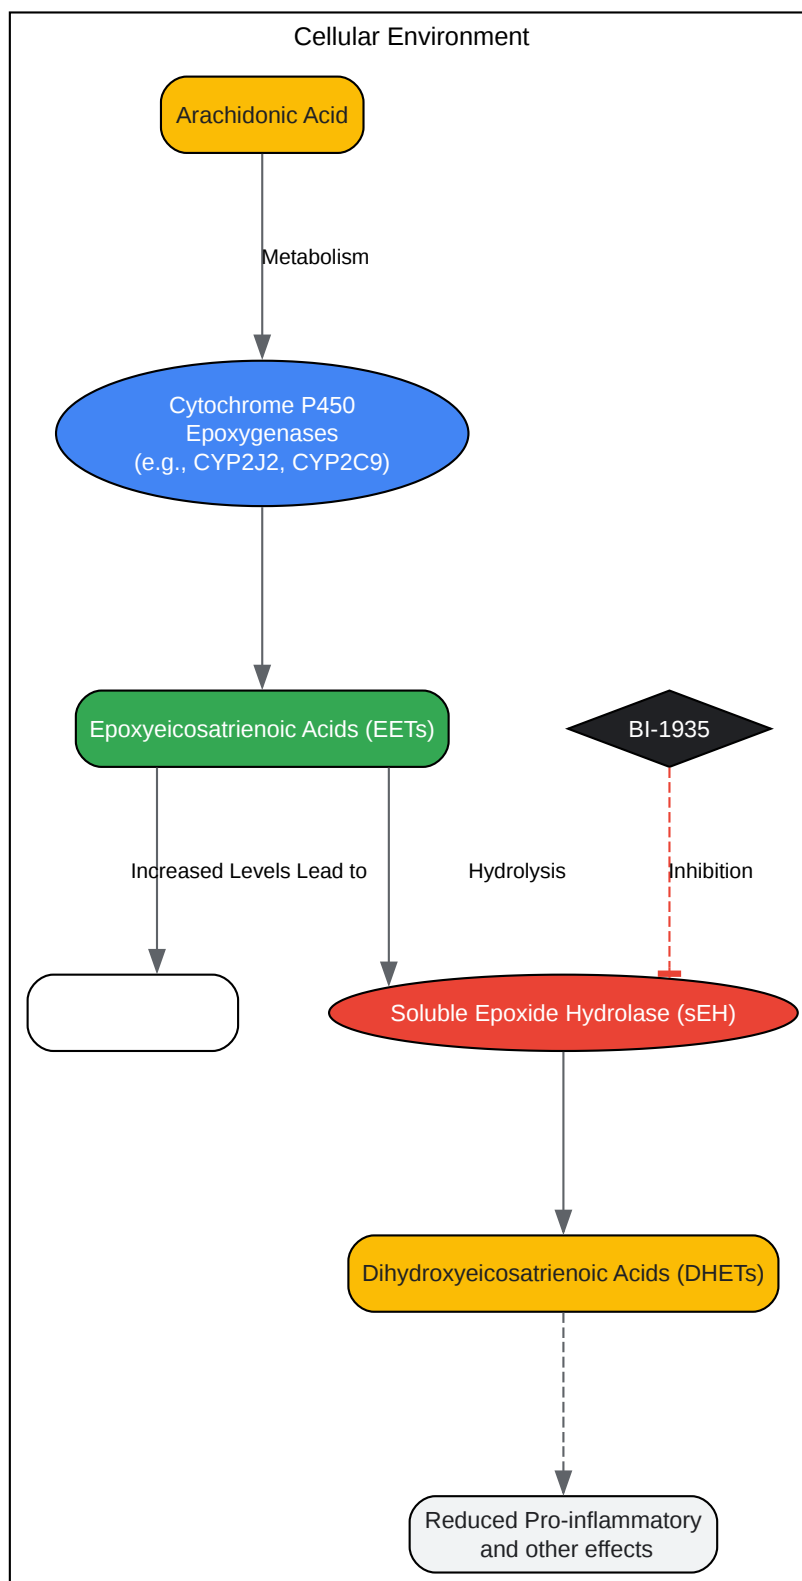 Cellular Environment
Arachidonic Acid
Metabolism
Cytochrome P450
Epoxygenases
(e.g., CYP2J2, CYP2C9)
Epoxyeicosatrienoic Acids (EETs)
BI-1935
Increased Levels Lead to
Hydrolysis
Inhibition
Soluble Epoxide Hydrolase (sEH)
Dihydroxyeicosatrienoic Acids (DHETs)
Reduced Pro-inflammatory
and other effects